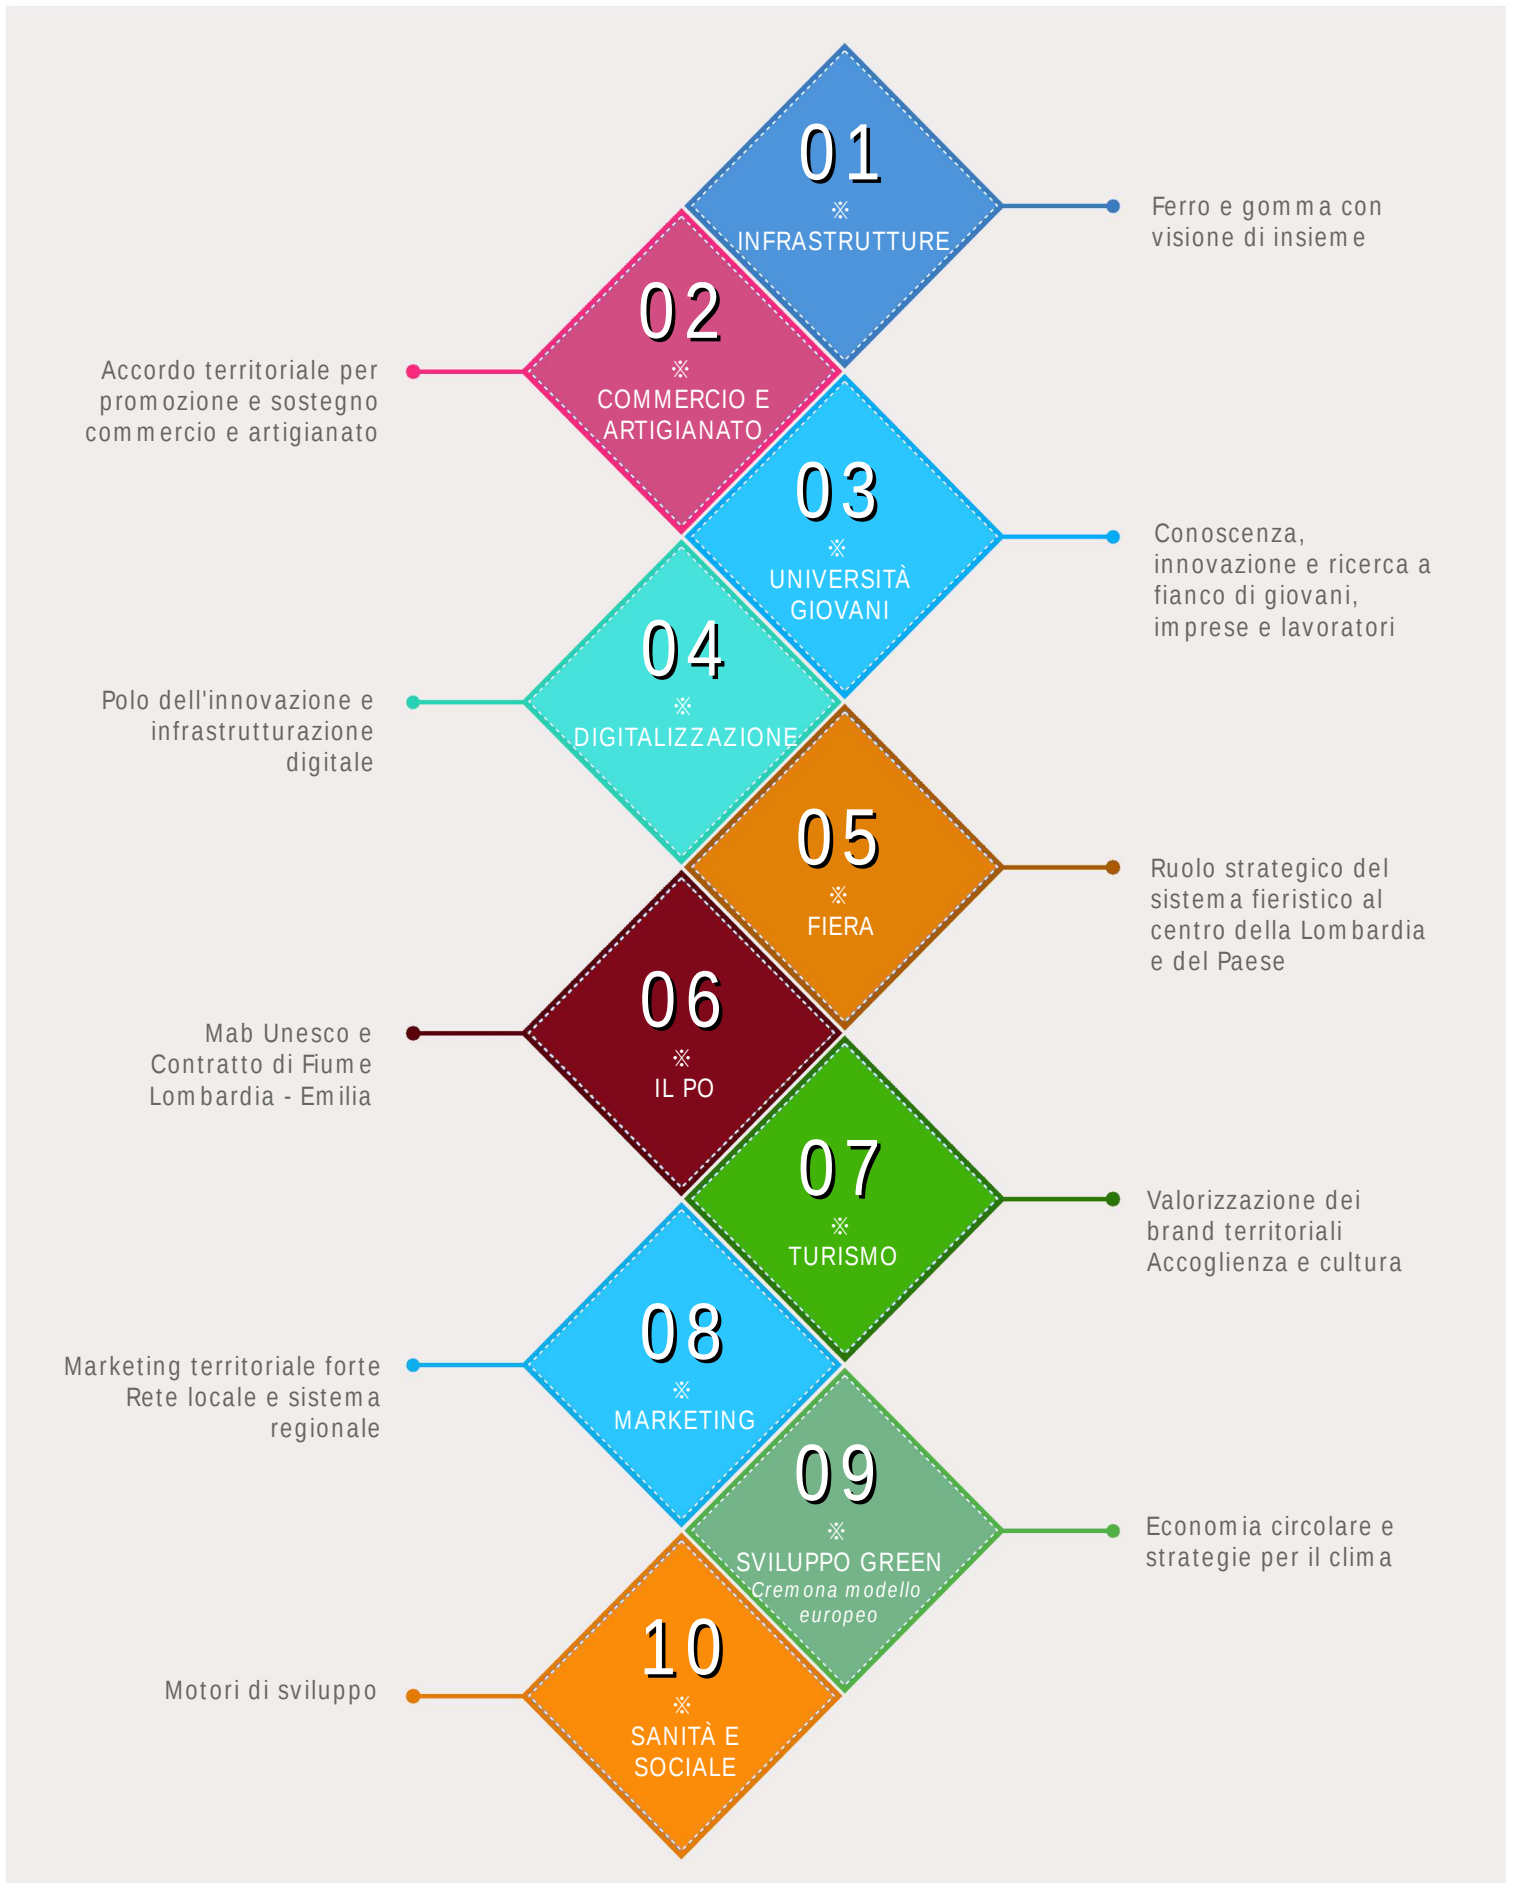 01
※
INFRASTRUTTURE
Ferro e gomma con
visione di insieme
02
※
COMMERCIO E
ARTIGIANATO
Accordo territoriale per
promozione e sostegno
commercio e artigianato
03
※
UNIVERSITÀ
GIOVANI
Conoscenza,
innovazione e ricerca a
fianco di giovani,
imprese e lavoratori
04
※
DIGITALIZZAZIONE
Polo dell'innovazione e
infrastrutturazione
digitale
05
※
FIERA
Ruolo strategico del
sistema fieristico al
centro della Lombardia
e del Paese
06
※
IL PO
Mab Unesco e
Contratto di Fiume
Lombardia - Emilia
07
※
TURISMO
Valorizzazione dei
brand territoriali
Accoglienza e cultura
08
※
MARKETING
Marketing territoriale forte
Rete locale e sistema
regionale
09
※
SVILUPPO GREEN
Cremona modello
europeo
Economia circolare e
strategie per il clima
10
※
SANITÀ E
SOCIALE
Motori di sviluppo